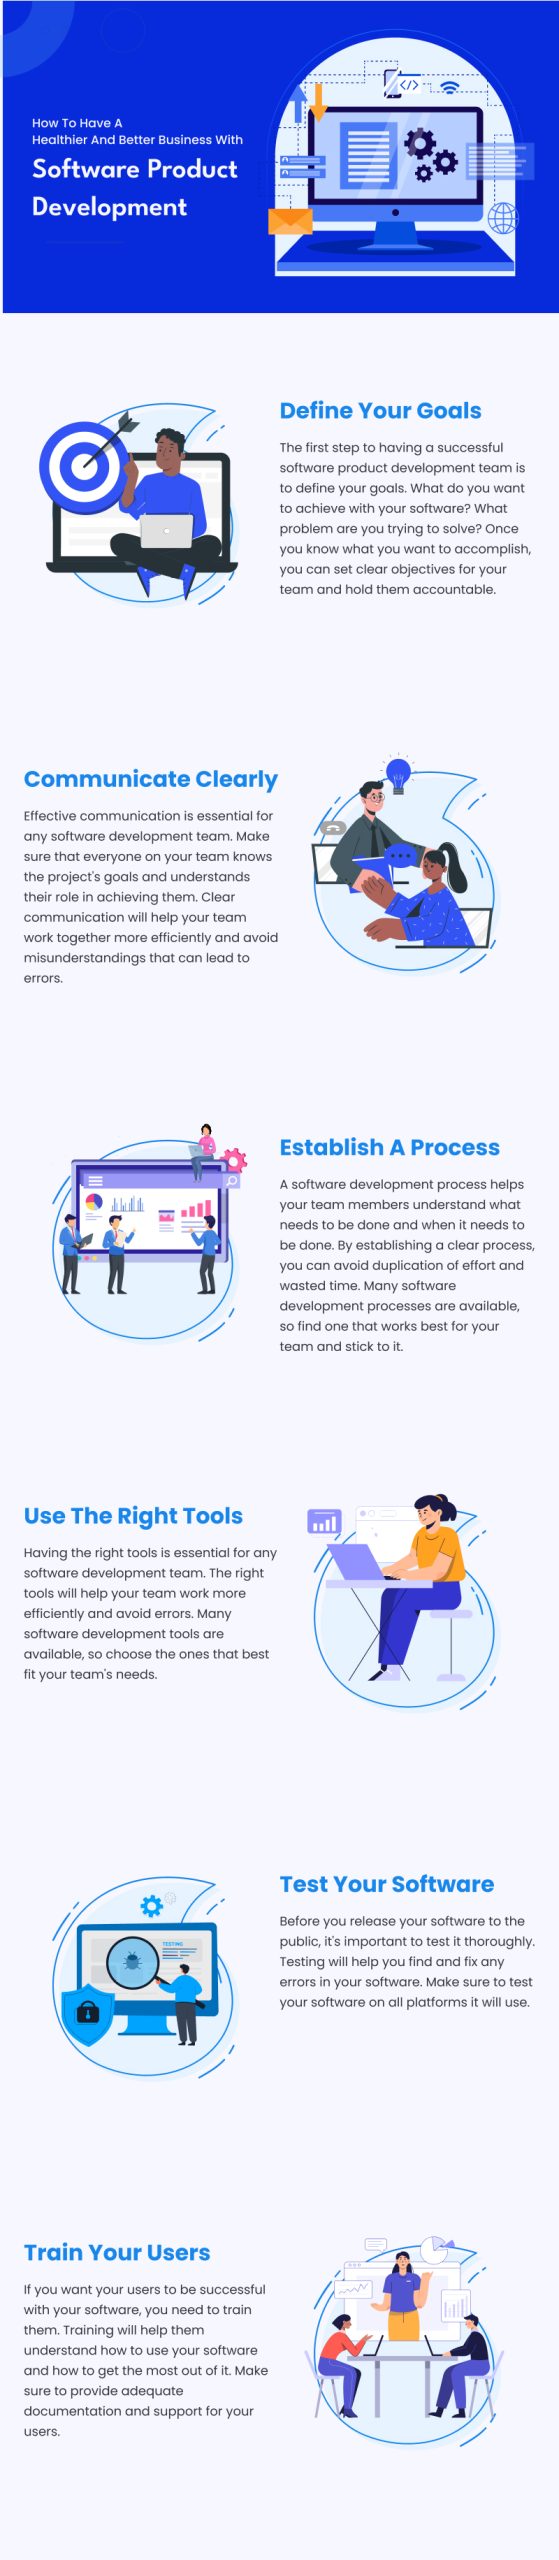 How To Have A
Healthier And Better Business With
Software Product
Development
Define Your Goals
The first step to having a successful
software product development team is
to define your goals. What do you want
to achieve with your software? What
problem are you trying to solve? Once
you know what you want to accomplish,
you can set clear objectives for your
team and hold them accountable.
Communicate Clearly
Effective communication is essential for
any software development team. Make
sure that everyone on your team knows
the project's goals and understands
their role in achieving them. Clear
communication will help your team
work together more efficiently and avoid
misunderstandings that can lead to
errors.
Establish A Process
A software development process helps
your team members understand what
needs to be done and when it needs to
be done. By establishing a clear process,
you can avoid duplication of effort and
wasted time. Many software
development processes are available,
so find one that works best for your
team and stick to it.
Use The Right Tools
Having the right tools is essential for any
software development team. The right
tools will help your team work more
efficiently and avoid errors. Many
software development tools are
available, so choose the ones that best
fit your team's needs.
TESTING
Test Your Software
Before you release your software to the
public, it's important to test it thoroughly.
Testing will help you find and fix any
errors in your software. Make sure to test
your software on all platforms it will use.
Train Your Users
If you want your users to be successful
with your software, you need to train
them. Training will help them
understand how to use your software
and how to get the most out of it. Make
sure to provide adequate
documentation and support for your
users.